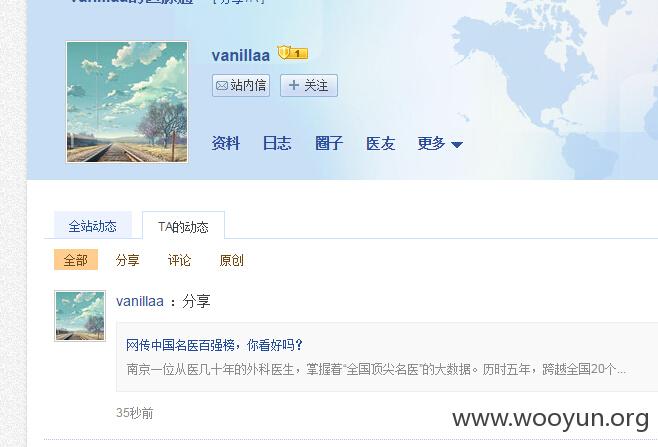 vanillaa 1
站内信 + 关注
资料 日志 圈子 医友 更多
全站动态 TA的动态
全部 分享 评论 原创
vanillaa ：分享
网传中国名医百强榜，你看好吗？
南京一位从医几十年的外科医生，掌握着“全国顶尖名医”的大数据。历时五年，跨越全国20个...
35秒前
www.wooyun.org